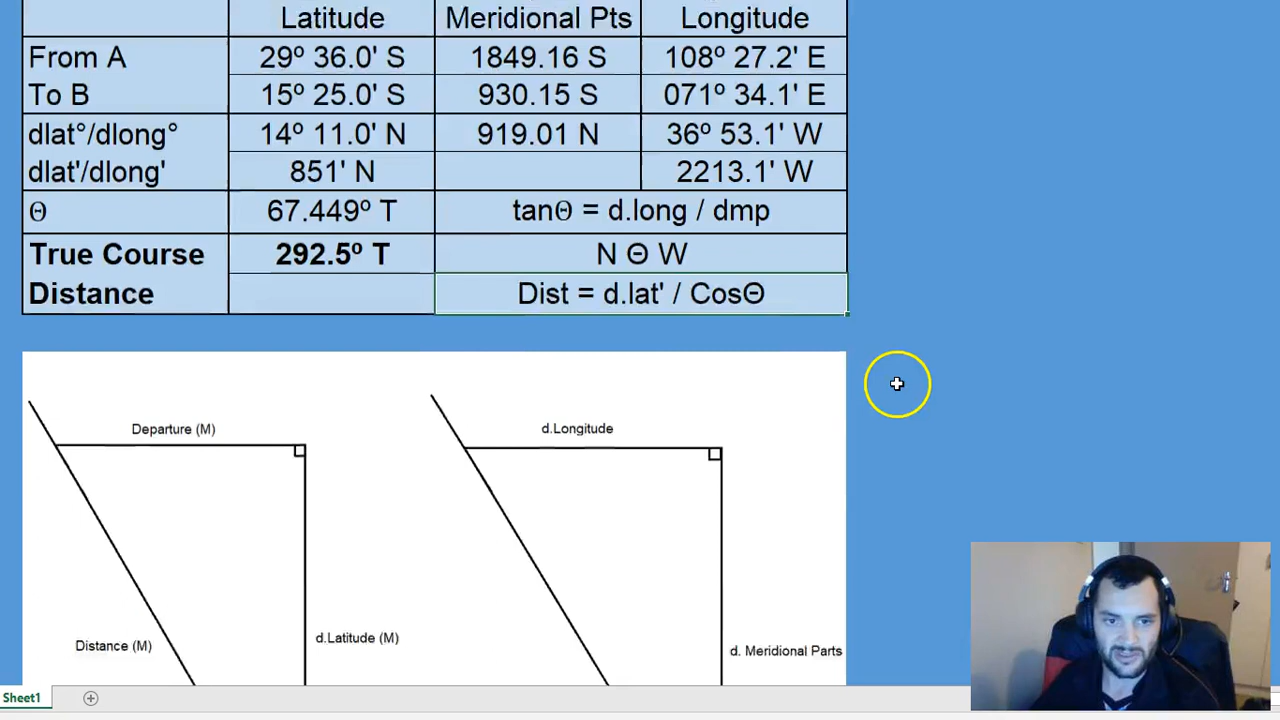 Latitude Meridional Pts Longitude
From A 29º 36.0' S 1849.16 S 108º 27.2' E
To B 15º 25.0' S 930.15 S 071º 34.1' E
dlat°/dlong° 14º 11.0' N 919.01 N 36º 53.1' W
dlat'/dlong' 851' N 2213.1' W
Θ 67.449º T tanΘ = d.long / dmp
True Course 292.5º T N Θ W
Distance Dist = d.lat' / CosΘ
Departure (M) d.Longitude
Distance (M) d.Latitude (M) d. Meridional Parts
Sheet1